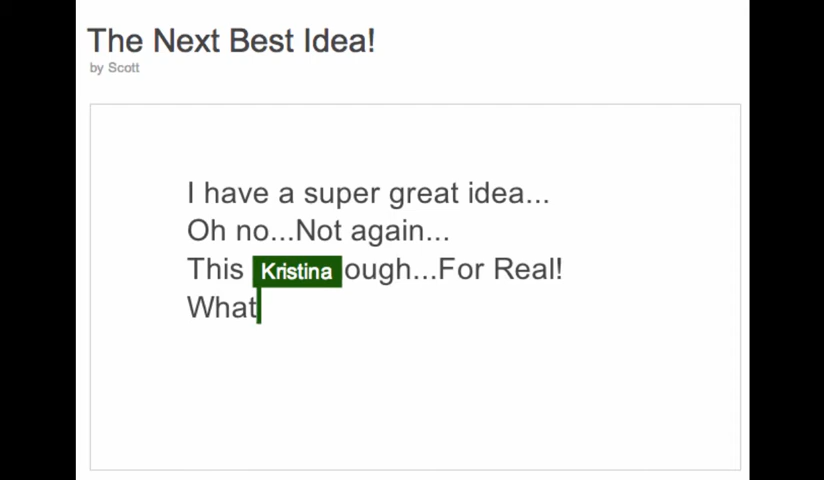 The Next Best Idea!
by Scott
I have a super great idea...
Oh no...Not again...
This Kristina ough...For Real!
What